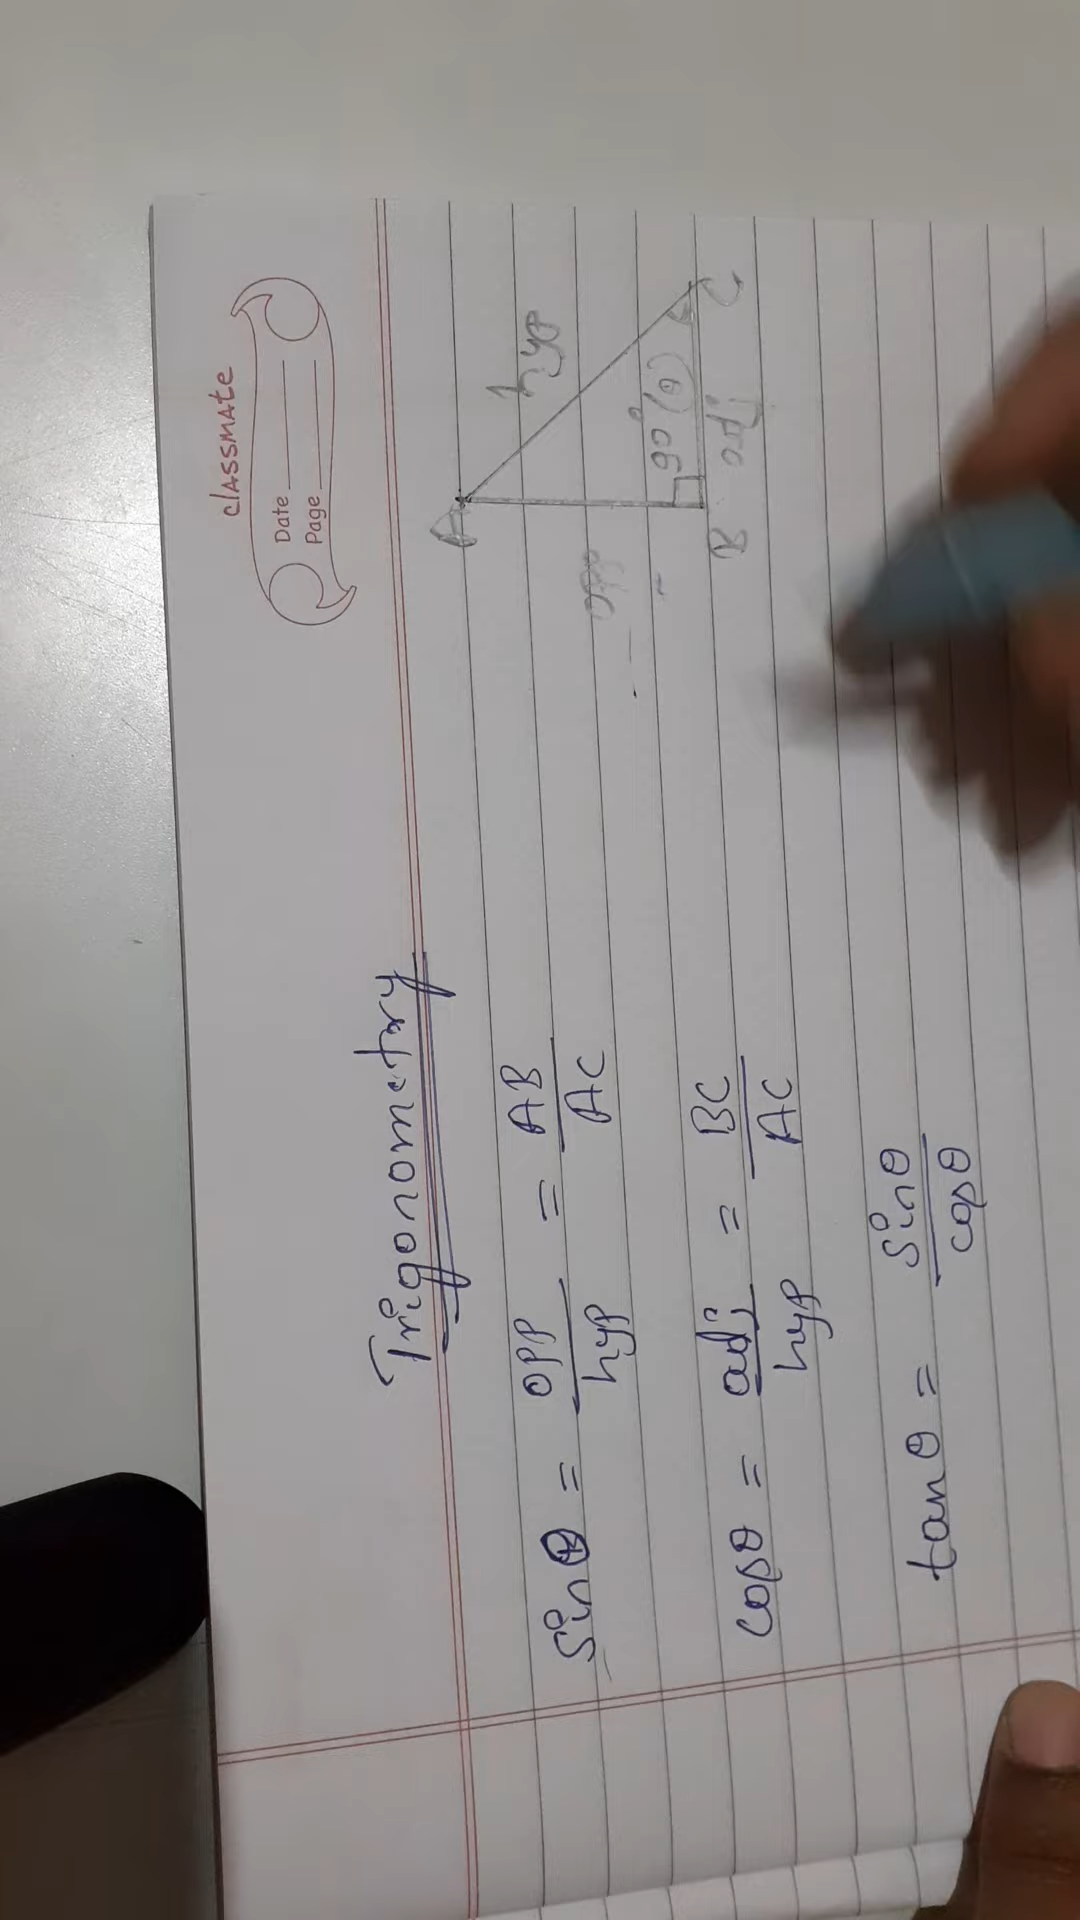 classmate
Date
Page
Trigonometry
A
hyp
opp
90° (θ)
B adj C
sinθ = opp/hyp = AB/AC
cosθ = adj/hyp = BC/AC
tanθ = sinθ/cosθ